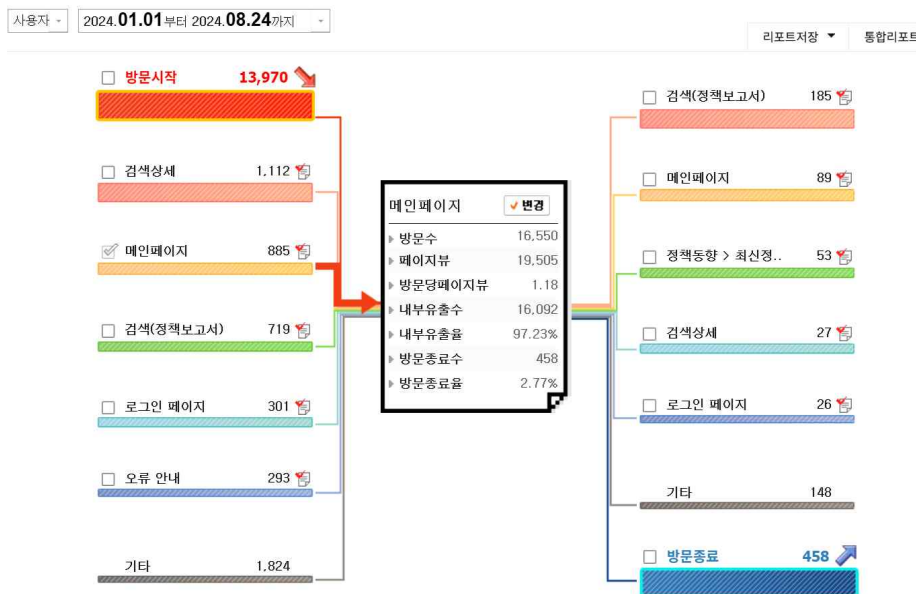 사용자
2024.01.01부터 2024.08.24까지
리포트저장 통합리포트
방문시작 13,970
검색상세 1,112
메인페이지 885
검색(정책보고서) 719
로그인 페이지 301
오류 안내 293
기타 1,824
메인페이지 변경
방문수 16,550
페이지뷰 19,505
방문당페이지뷰 1.18
내부유출수 16,092
내부유출율 97.23%
방문종료수 458
방문종료율 2.77%
검색(정책보고서) 185
메인페이지 89
정책동향 > 최신정.. 53
검색상세 27
로그인 페이지 26
기타 148
방문종료 458